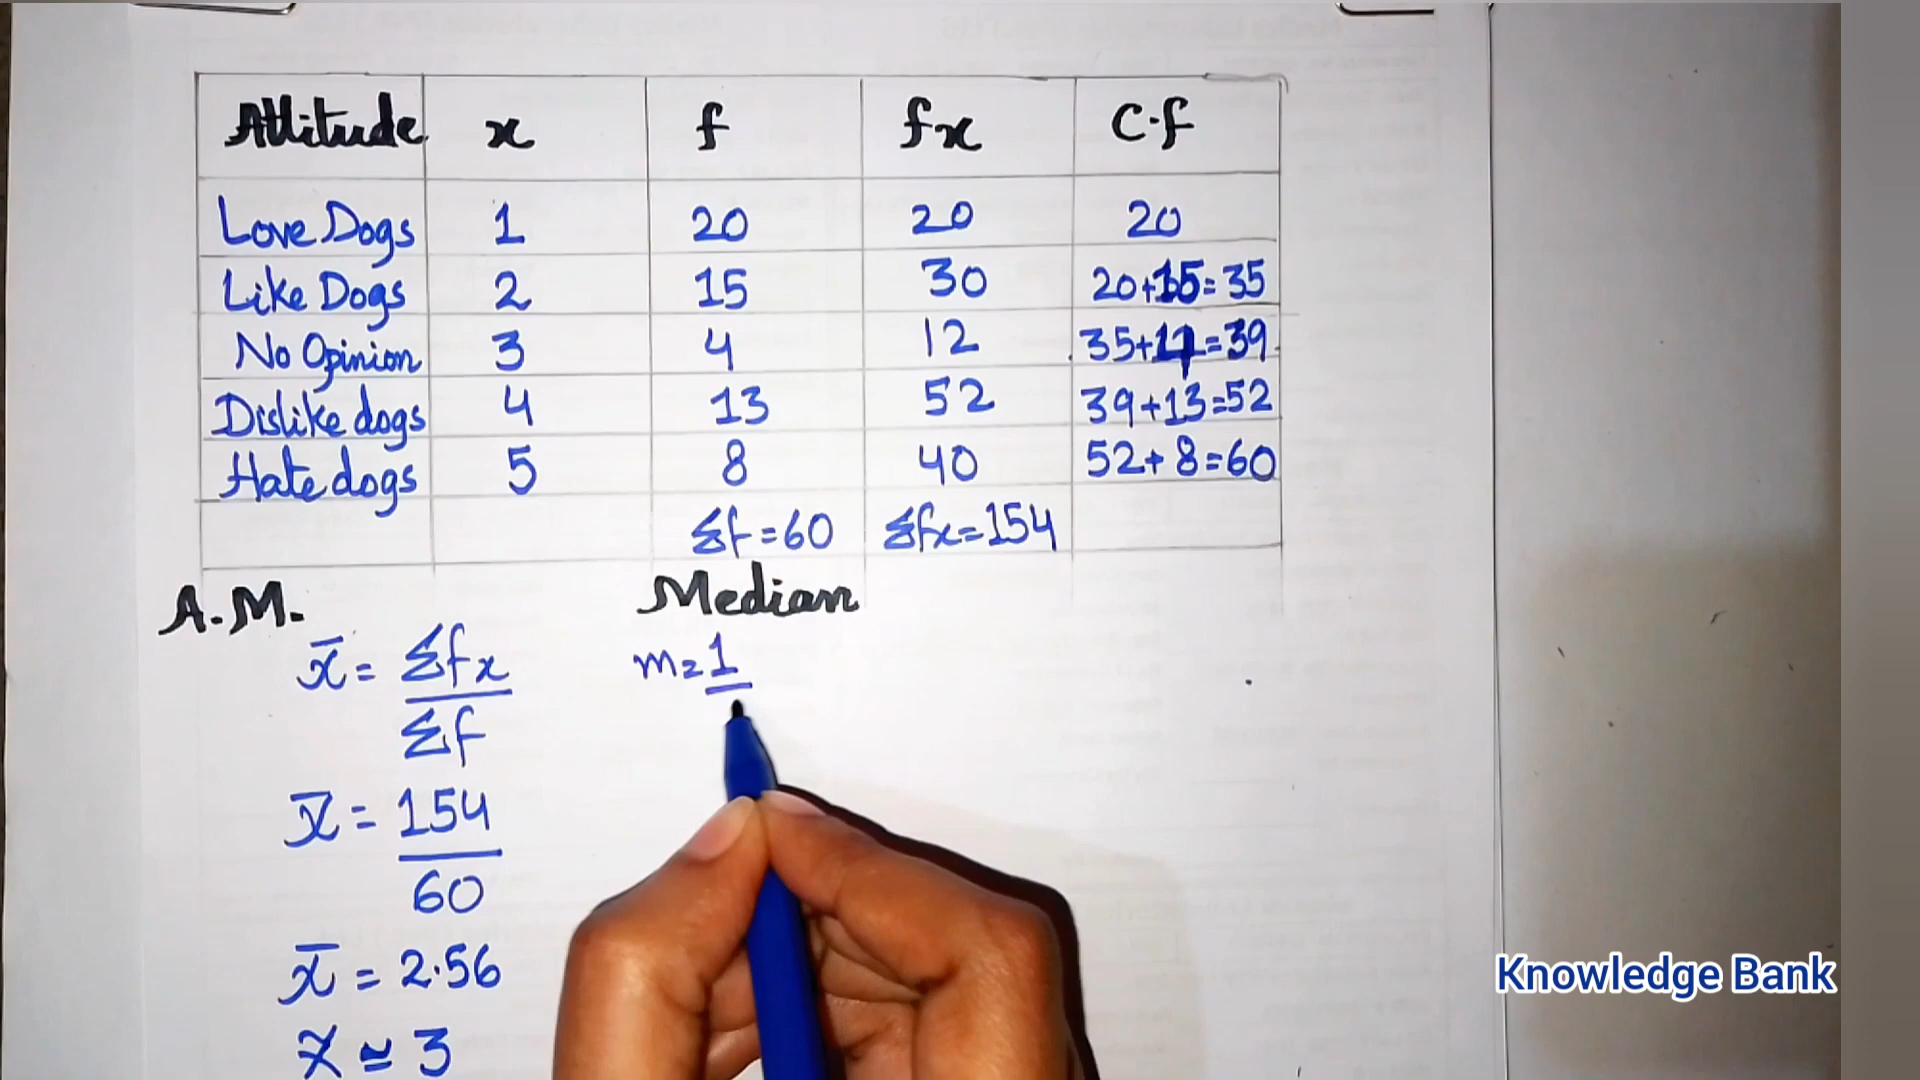 Attitude x f fx C.f
Love Dogs 1 20 20 20
Like Dogs 2 15 30 20+15=35
No Opinion 3 4 12 35+4=39
Dislike dogs 4 13 52 39+13=52
Hate dogs 5 8 40 52+8=60
Σf=60 Σfx=154
A.M.
x̄ = Σfx
Σf
x̄ = 154
60
x̄ = 2.56
x̄ ≃ 3
Median
m=1
Knowledge Bank